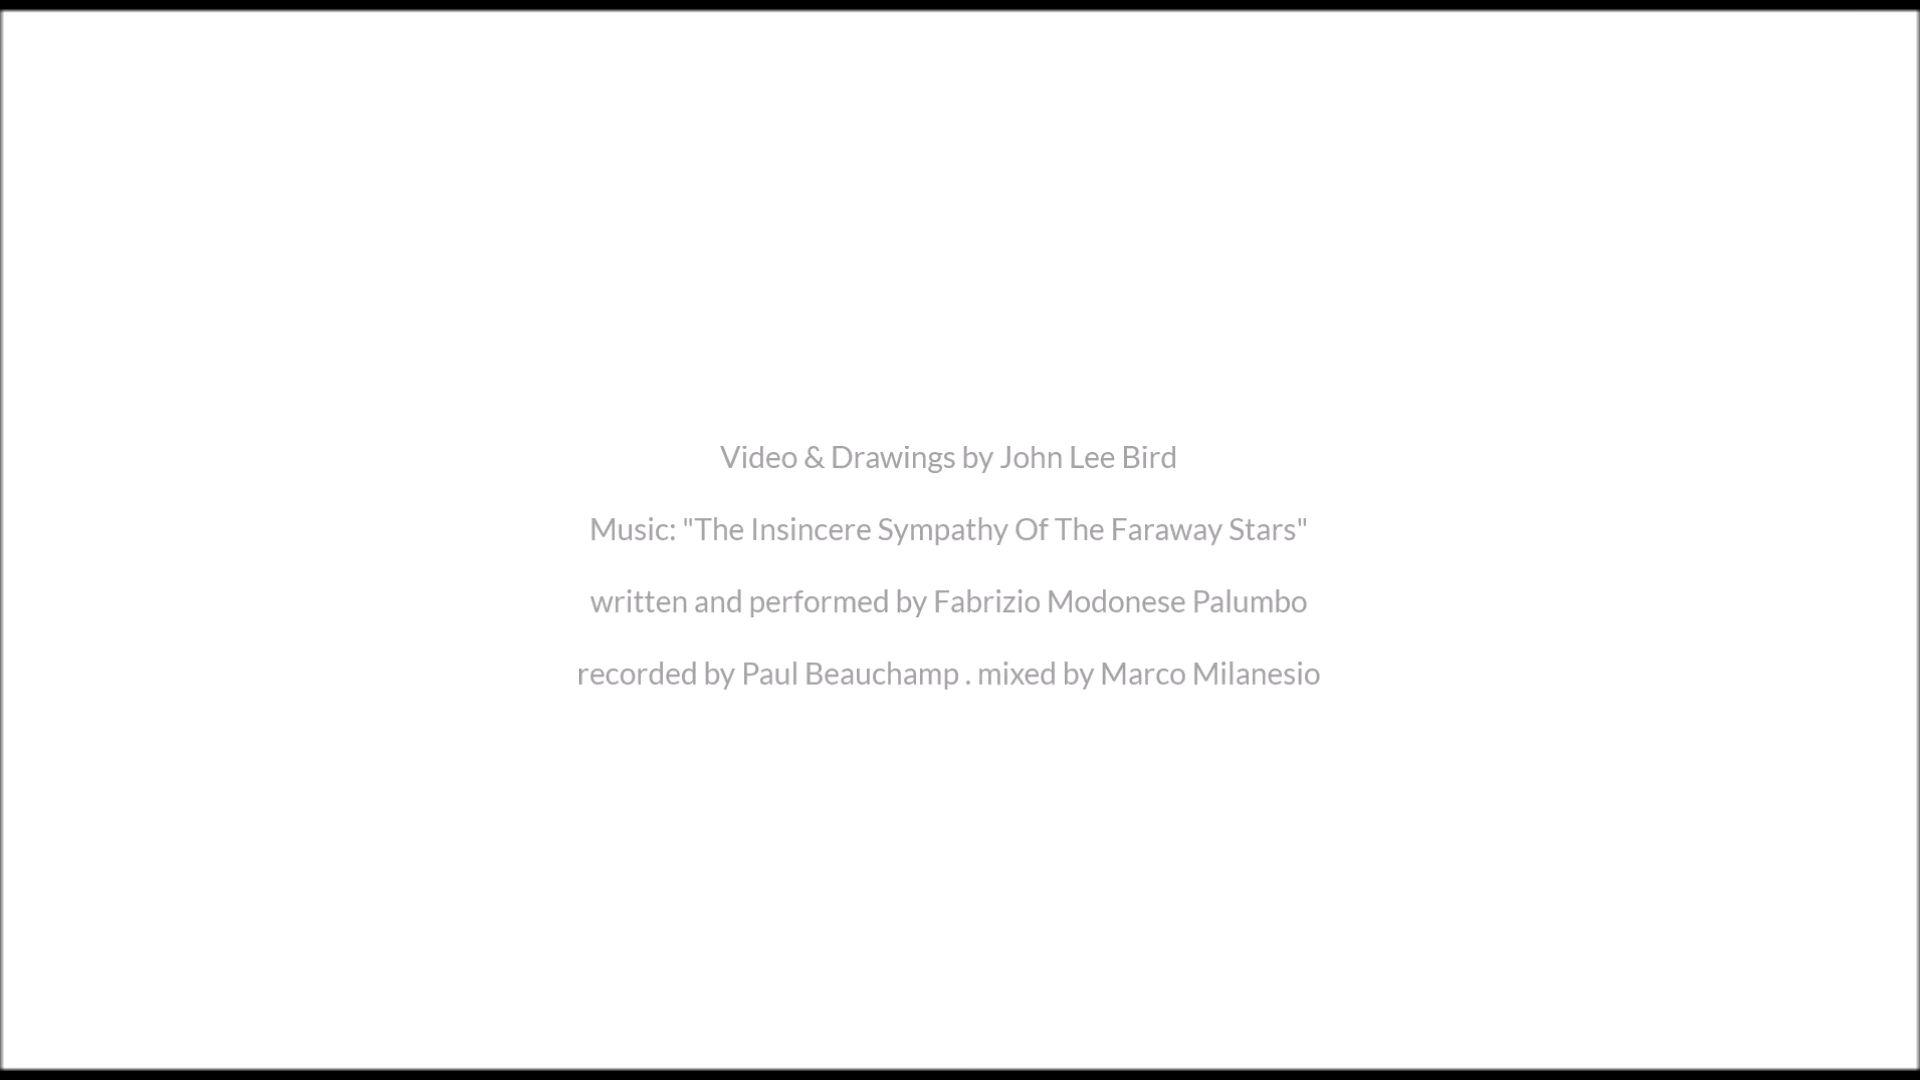 Video & Drawings by John Lee Bird
Music: "The Insincere Sympathy Of The Faraway Stars"
written and performed by Fabrizio Modonese Palumbo
recorded by Paul Beauchamp . mixed by Marco Milanesio